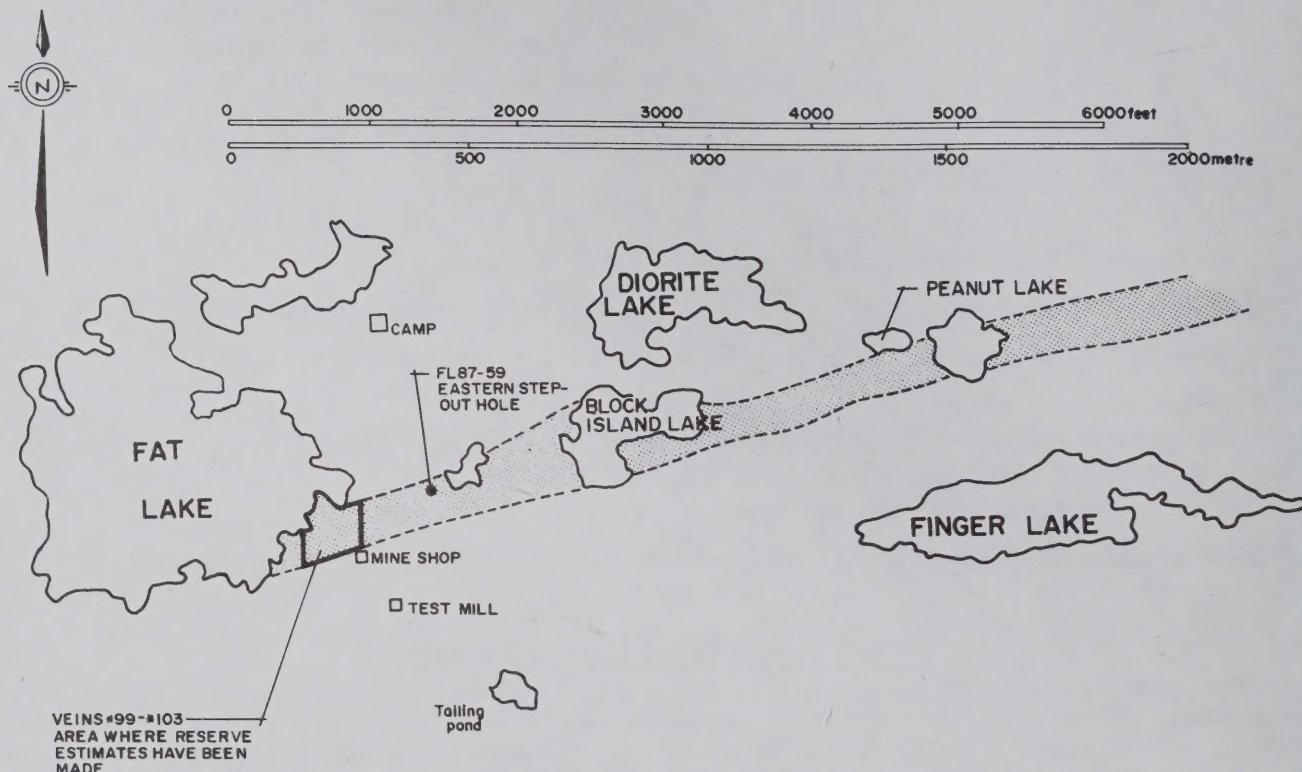 N
0 1000 2000 3000 4000 5000 6000 feet
0 500 1000 1500 2000 metre
DIORITE
LAKE
PEANUT LAKE
CAMP
FL87-59
EASTERN STEP-
OUT HOLE
BLOCK
ISLAND LAKE
FAT
LAKE
FINGER LAKE
MINE SHOP
TEST MILL
Tailing
pond
VEINS #99-#103
AREA WHERE RESERVE
ESTIMATES HAVE BEEN
MADE